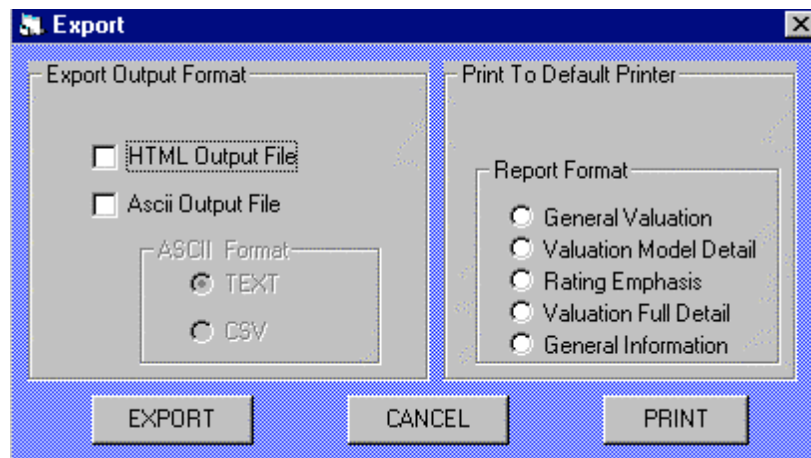 Export
Export Output Format
HTML Output File
Ascii Output File
ASCII Format
TEXT
CSV
Print To Default Printer
Report Format
General Valuation
Valuation Model Detail
Rating Emphasis
Valuation Full Detail
General Information
EXPORT
CANCEL
PRINT